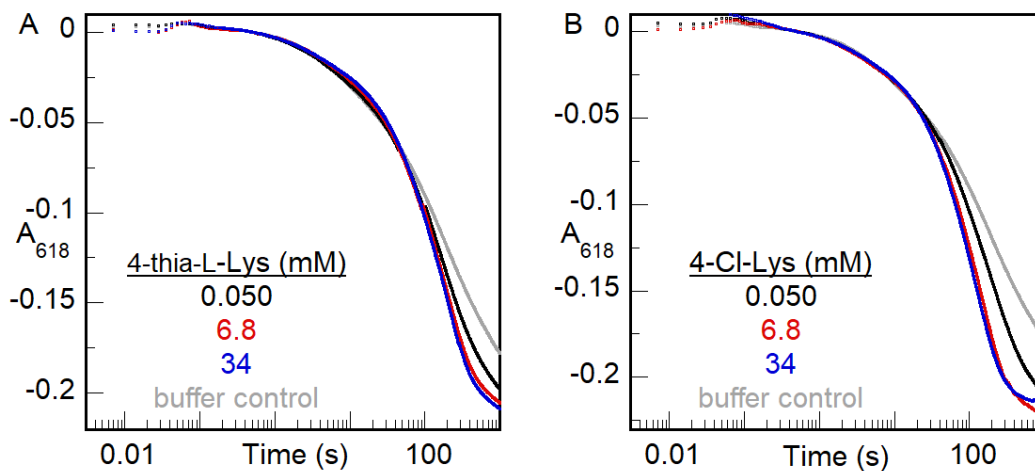 A
0
-0.05
-0.1
A618
-0.15
-0.2
4-thia-L-Lys (mM)
0.050
6.8
34
buffer control
0.01 Time (s) 100
B
0
-0.05
-0.1
A618
-0.15
-0.2
4-Cl-Lys (mM)
0.050
6.8
34
buffer control
0.01 Time (s) 100